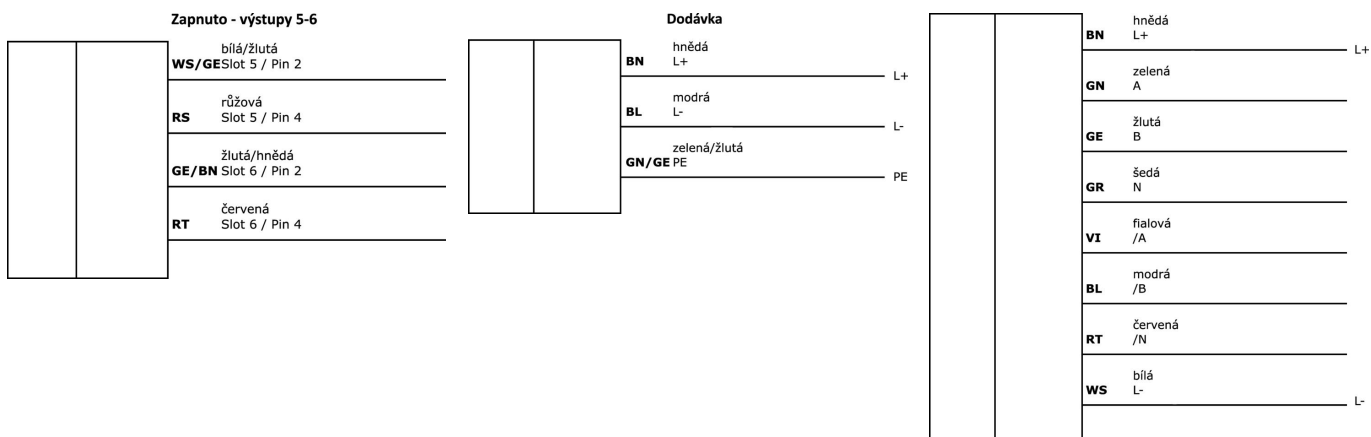 Zapnuto - výstupy 5-6
bílá/žlutá
WS/GE Slot 5 / Pin 2
růžová
RS Slot 5 / Pin 4
žlutá/hnědá
GE/BN Slot 6 / Pin 2
červená
RT Slot 6 / Pin 4
Dodávka
hnědá
BN L+
L+
modrá
BL L-
L-
zelená/žlutá
GN/GE PE
PE
hnědá
BN L+
L+
zelená
GN A
žlutá
GE B
šedá
GR N
fialová
VI /A
modrá
BL /B
červená
RT /N
bílá
WS L-
L-